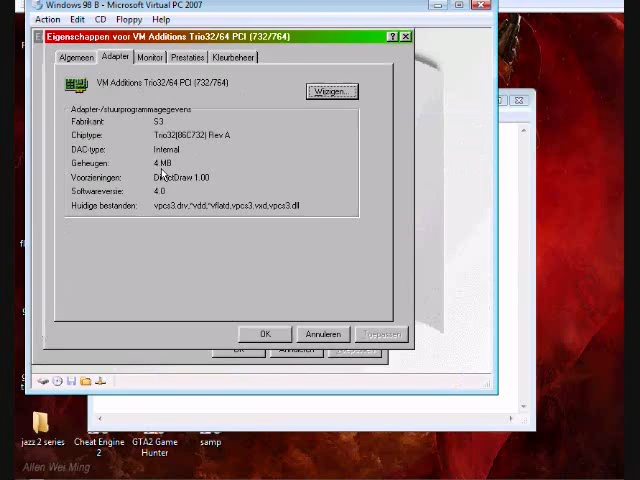 Windows 98 B - Microsoft Virtual PC 2007
Action Edit CD Floppy Help
Eigenschappen voor VM Additions Trio32/64 PCI (732/764)
Algemeen Adapter Monitor Prestaties Kleurbeheer
VM Additions Trio32/64 PCI (732/764)
Wijzigen...
Adapter-/stuurprogrammagegevens
Fabrikant: S3
Chiptype: Trio32(86C732) Rev A
DAC-type: Internal
Geheugen: 4 MB
Voorzieningen: DirectDraw 1.00
Softwareversie: 4.0
Huidige bestanden: vpcs3.drv,*vdd,*vflatd,vpcs3.vxd,vpcs3.dll
OK Annuleren Toepassen
jazz 2 series
Cheat Engine 2
GTA2 Game Hunter
samp
Allen Wei Ming